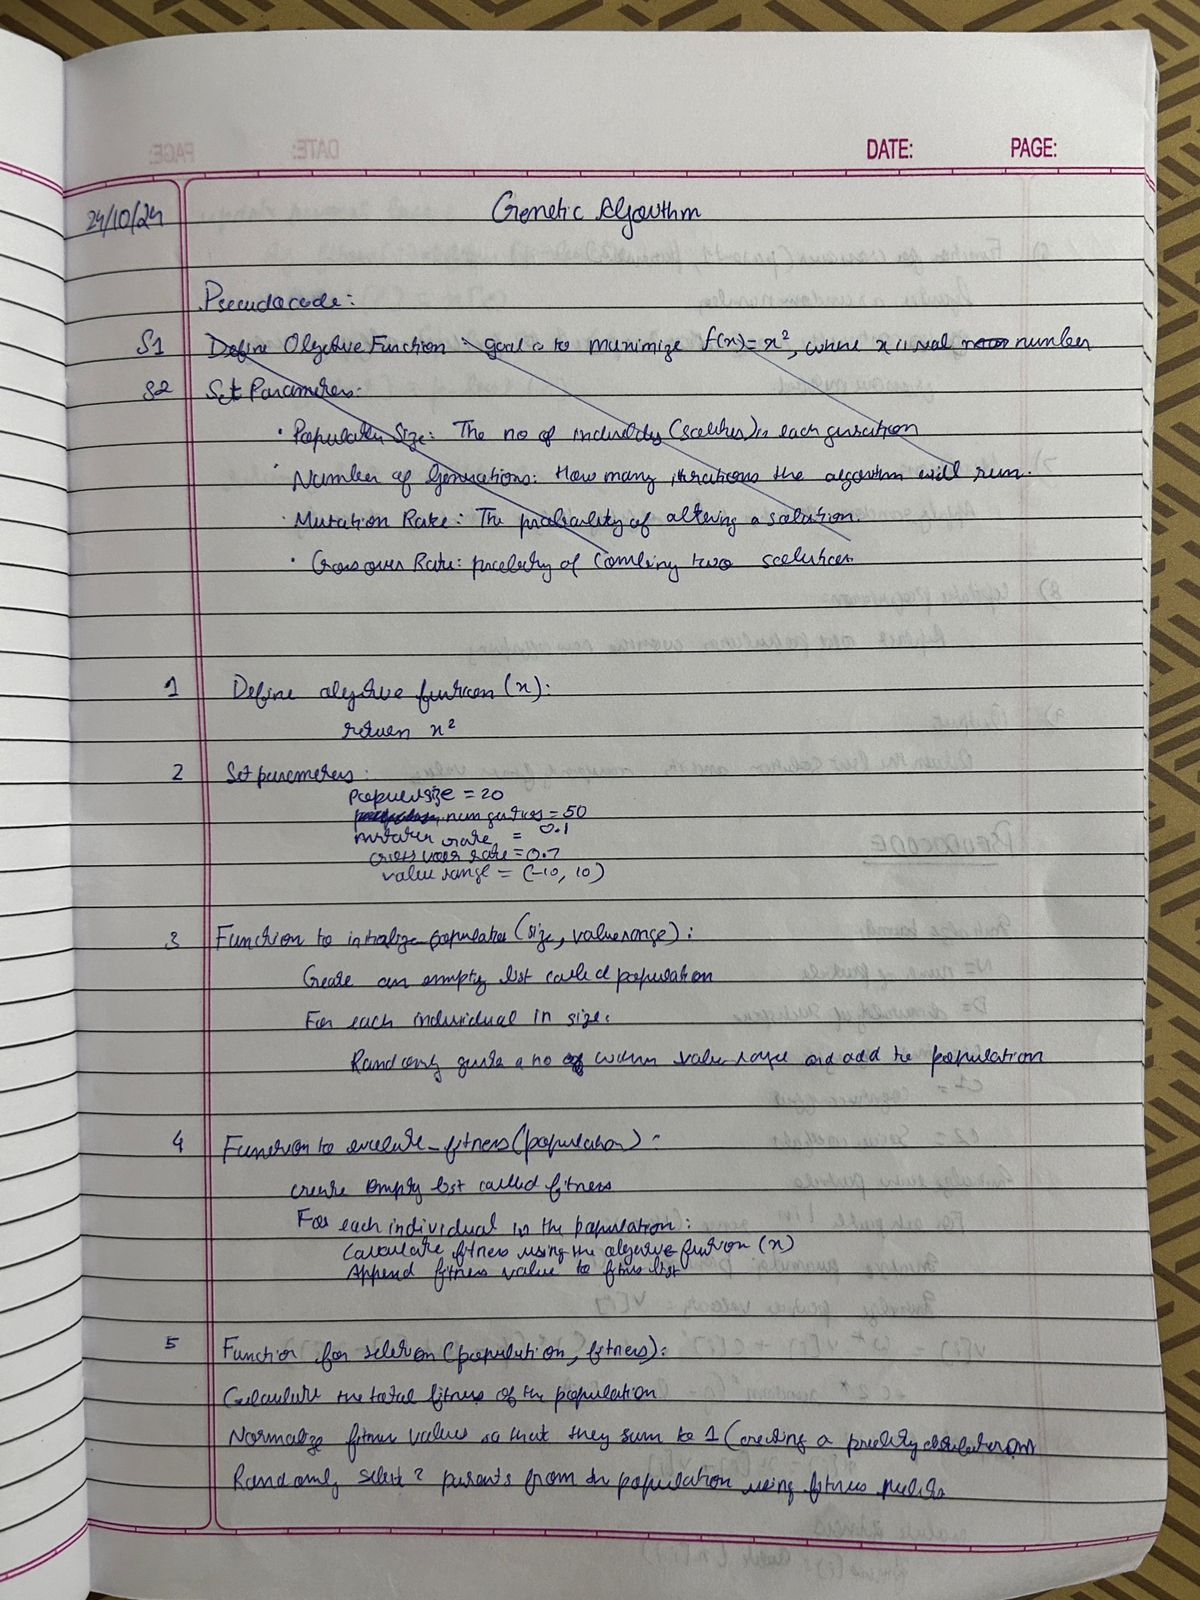 DATE: PAGE:
24/10/24 Genetic Algorithm
Pseudocode:
S1 Define Objective Function: goal is to maximize f(x) = x², where x is real number
S2 Set Parameters:
• Population Size: The no of individuals (solutions) in each generation
• Number of Generations: How many iterations the algorithm will run.
• Mutation Rate: The probability of altering a solution.
• Cross over Rate: probability of combining two solutions
1 Define objective function (x):
return x²
2 Set parameters:
populsize = 20
= 50
mutation rate = 0.1
crossover rate = 0.7
value range = (-10, 10)
3 Function to initialize population (size, value range):
Create an empty list called population
For each individual in size:
Randomly a no within value range and add to population
4 Function to evaluate_fitness (population):
create empty list called fitness
For each individual in the population:
Calculate fitness using the objective function (x)
Append fitness value to fitness list
5 Function for selection (population, fitness):
Calculate the total fitness of the population
Normalize fitness values so that they sum to 1 (creating a probability distribution)
Randomly select 2 parents from the population using fitness